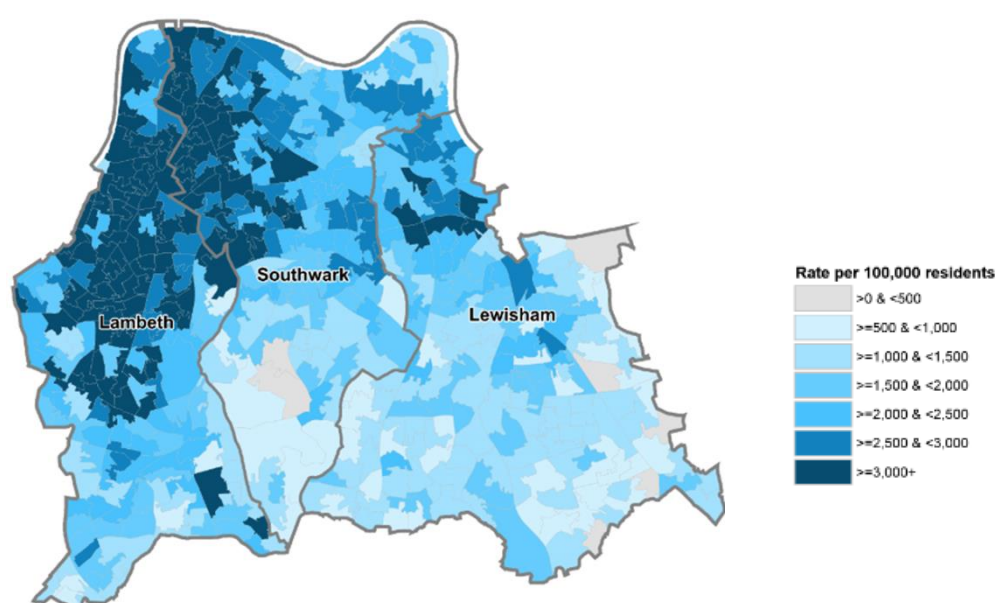 Southwark
Lambeth
Lewisham
Rate per 100,000 residents
>0 & <500
>=500 & <1,000
>=1,000 & <1,500
>=1,500 & <2,000
>=2,000 & <2,500
>=2,500 & <3,000
>=3,000+